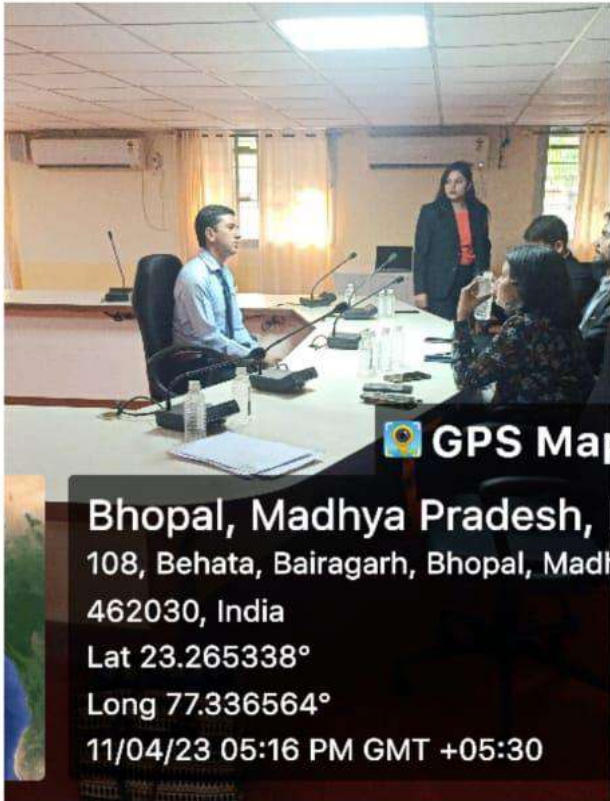 GPS Map
Bhopal, Madhya Pradesh,
108, Behata, Bairagarh, Bhopal,
462030, India
Lat 23.265338°
Long 77.336564°
11/04/23 05:16 PM GMT +05:30